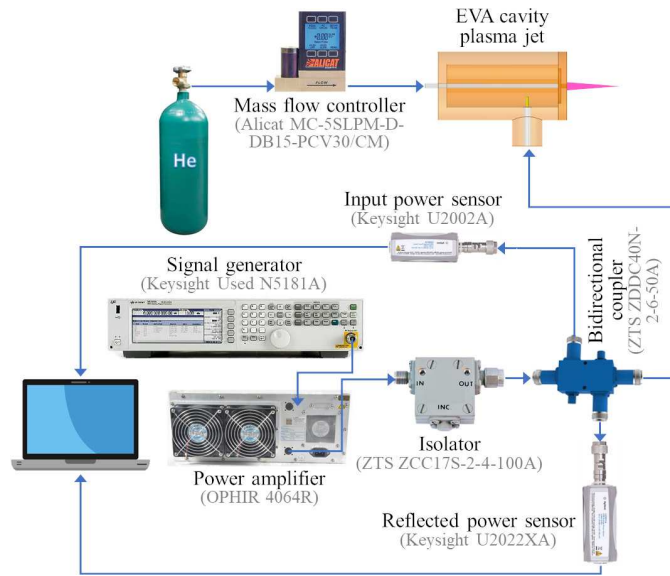 EVA cavity
plasma jet
ALICAT
Mass flow controller
(Alicat MC-5SLPM-D-
DB15-PCV30/CM)
He
Input power sensor
(Keysight U2002A)
Signal generator
(Keysight Used N5181A)
Bidirectional
coupler
(ZTS ZDDC40N-
2-6-50A)
IN
OUT
INC.
Isolator
(ZTS ZCC17S-2-4-100A)
Power amplifier
(OPHIR 4064R)
Reflected power sensor
(Keysight U2022XA)